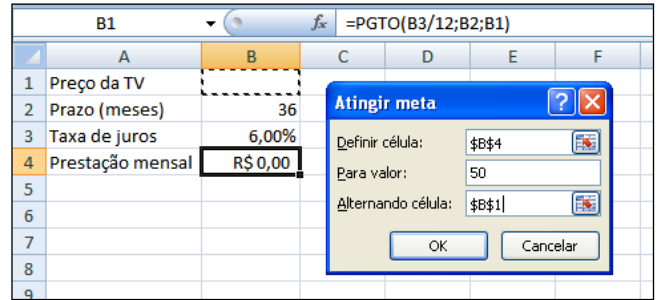 B1 fx =PGTO(B3/12;B2;B1)
A B C D E F
1 Preço da TV
2 Prazo (meses) 36
3 Taxa de juros 6,00%
4 Prestação mensal R$ 0,00
5
6
7
8
9
Atingir meta ?
Definir célula: $B$4
Para valor: 50
Alternando célula: $B$1
OK Cancelar